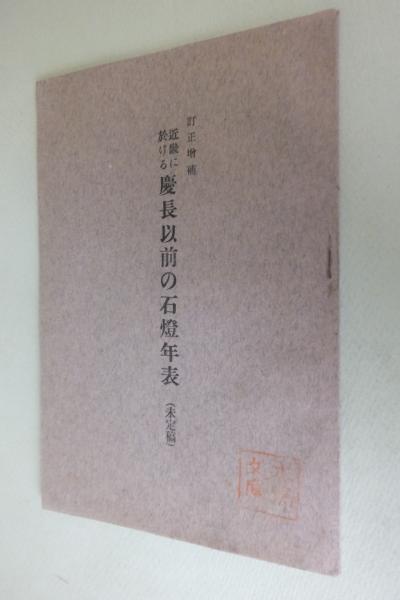 訂正増補
近畿に
於ける
慶長以前の石燈年表
(未定稿)